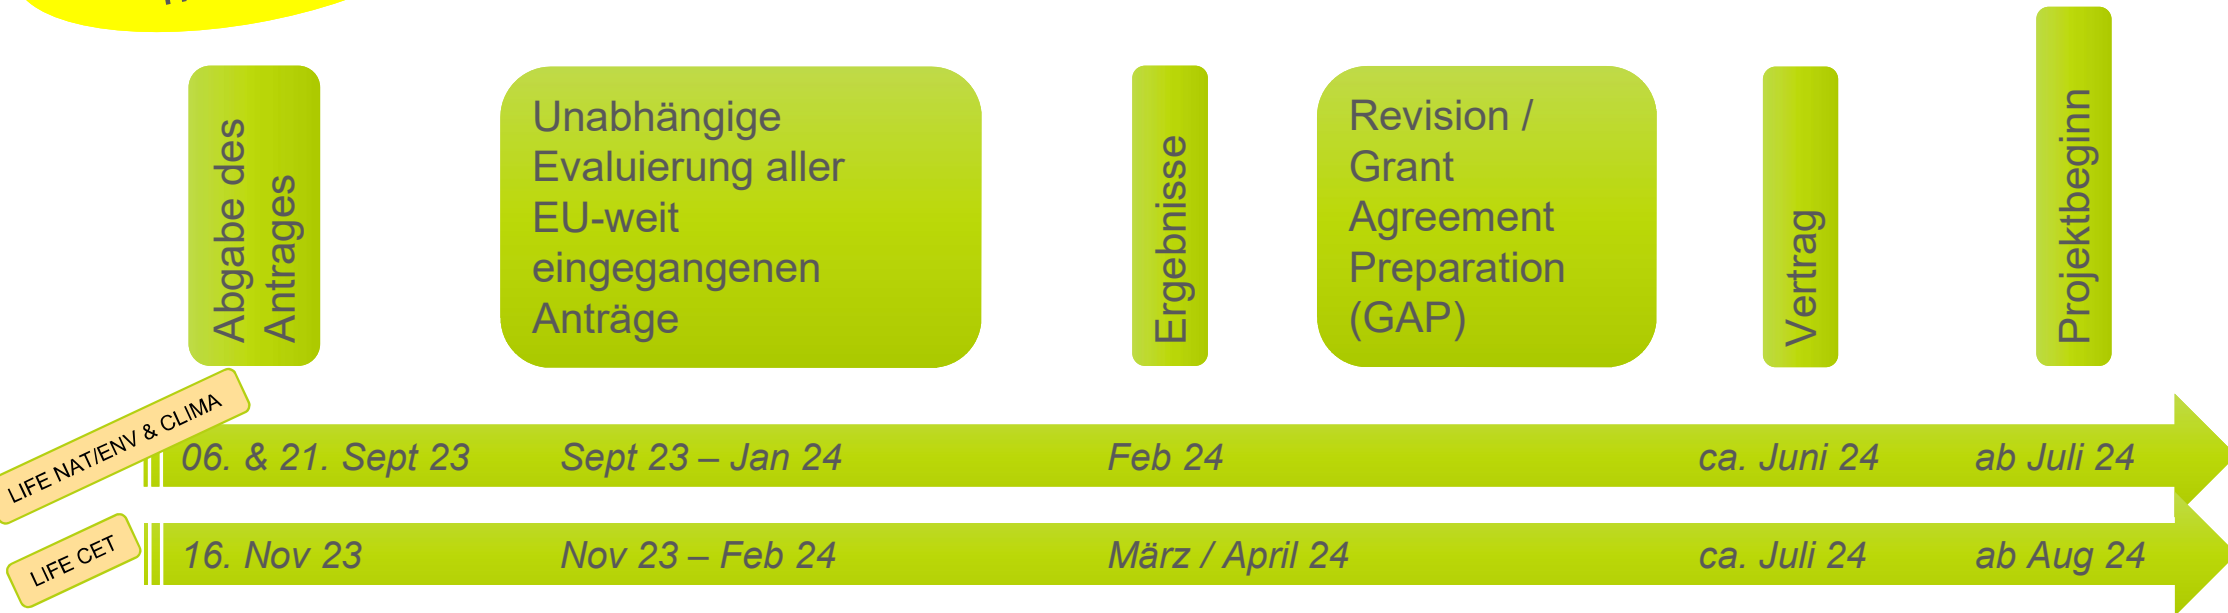 Abgabe des
Antrages
Unabhängige
Evaluierung aller
EU-weit
eingegangenen
Anträge
Ergebnisse
Revision /
Grant
Agreement
Preparation
(GAP)
Vertrag
Projektbeginn
LIFE NAT/ENV & CLIMA
06. & 21. Sept 23
Sept 23 – Jan 24
Feb 24
ca. Juni 24
ab Juli 24
LIFE CET
16. Nov 23
Nov 23 – Feb 24
März / April 24
ca. Juli 24
ab Aug 24